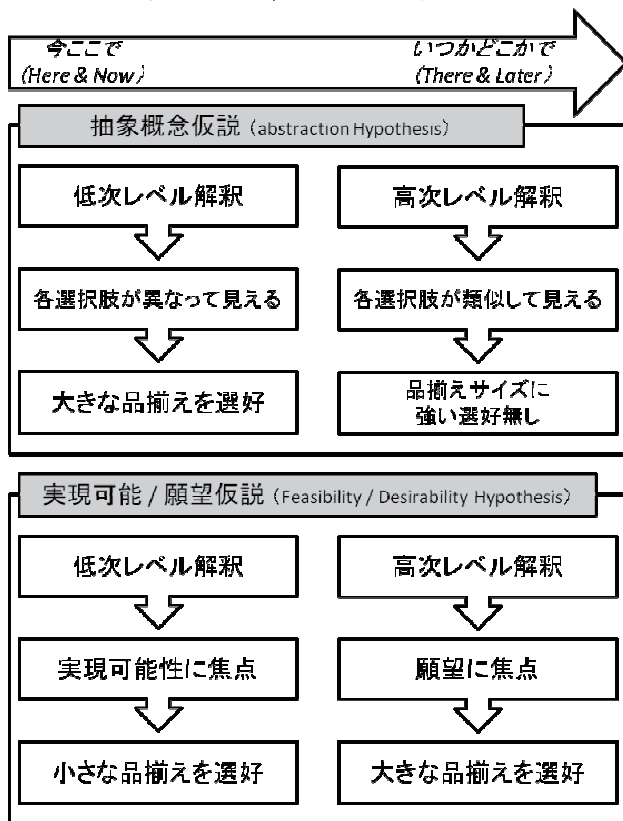 今ここで
(Here & Now)
いつかどこかで
(There & Later)
抽象概念仮説 (abstraction Hypothesis)
低次レベル解釈
高次レベル解釈
各選択肢が異なって見える
各選択肢が類似して見える
大きな品揃えを選好
品揃えサイズに
強い選好無し
実現可能 / 願望仮説 (Feasibility / Desirability Hypothesis)
低次レベル解釈
高次レベル解釈
実現可能性に焦点
願望に焦点
小さな品揃えを選好
大きな品揃えを選好